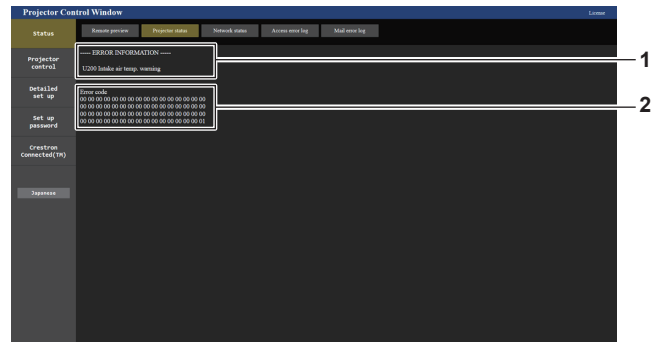 Projector Control Window
License
Status
Remote preview
Projector status
Network status
Access error log
Mail error log
Projector
control
Detailed
set up
Set up
password
Crestron
Connected(TM)
Japanese
----- ERROR INFORMATION -----
U200 Intake air temp. warning
Error code
00 00 00 00 00 00 00 00 00 00 00 00 00 00 00 00
00 00 00 00 00 00 00 00 00 00 00 00 00 00 00 00
00 00 00 00 00 00 00 00 00 00 00 00 00 00 00 00
00 00 00 00 00 00 00 00 00 00 00 00 00 00 00 01
1
2